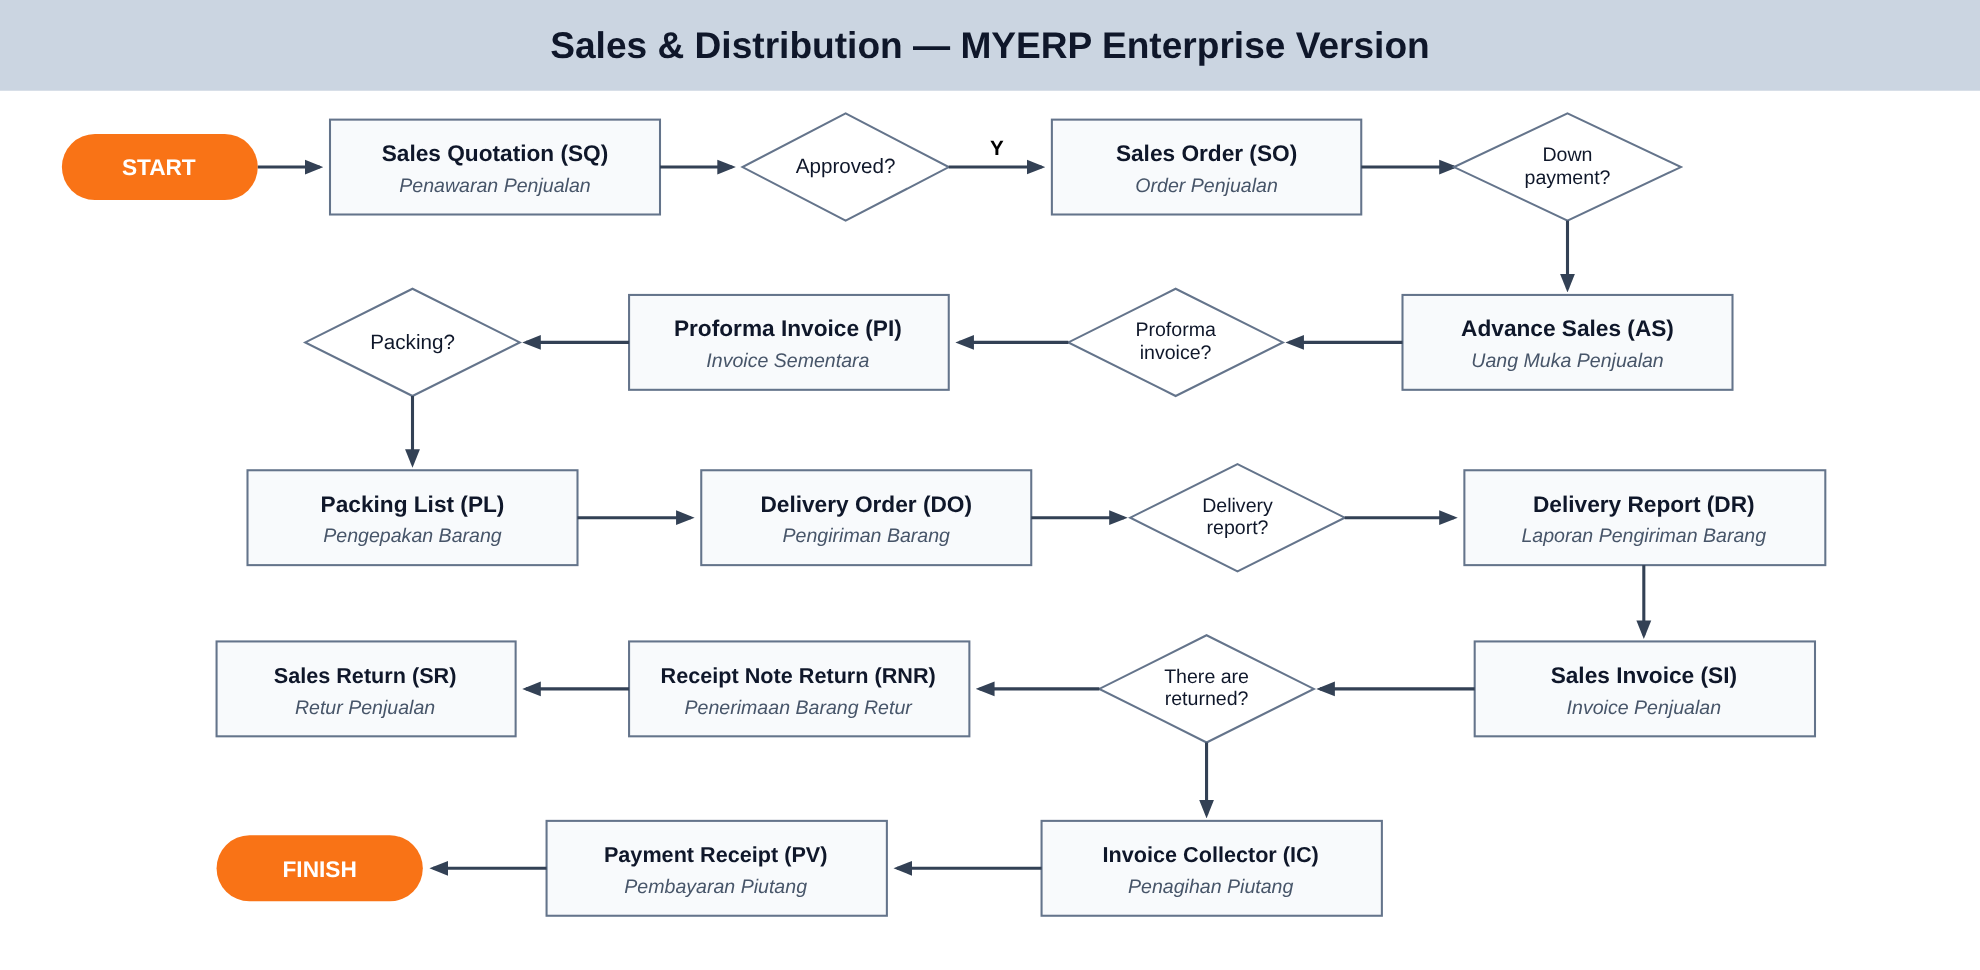 Sales & Distribution — MYERP Enterprise Version
START
Sales Quotation (SQ)
Penawaran Penjualan
Approved?
Y
Sales Order (SO)
Order Penjualan
Down
payment?
Advance Sales (AS)
Uang Muka Penjualan
Proforma
invoice?
Proforma Invoice (PI)
Invoice Sementara
Packing?
Packing List (PL)
Pengepakan Barang
Delivery Order (DO)
Pengiriman Barang
Delivery
report?
Delivery Report (DR)
Laporan Pengiriman Barang
Sales Invoice (SI)
Invoice Penjualan
There are
returned?
Receipt Note Return (RNR)
Penerimaan Barang Retur
Sales Return (SR)
Retur Penjualan
Invoice Collector (IC)
Penagihan Piutang
Payment Receipt (PV)
Pembayaran Piutang
FINISH